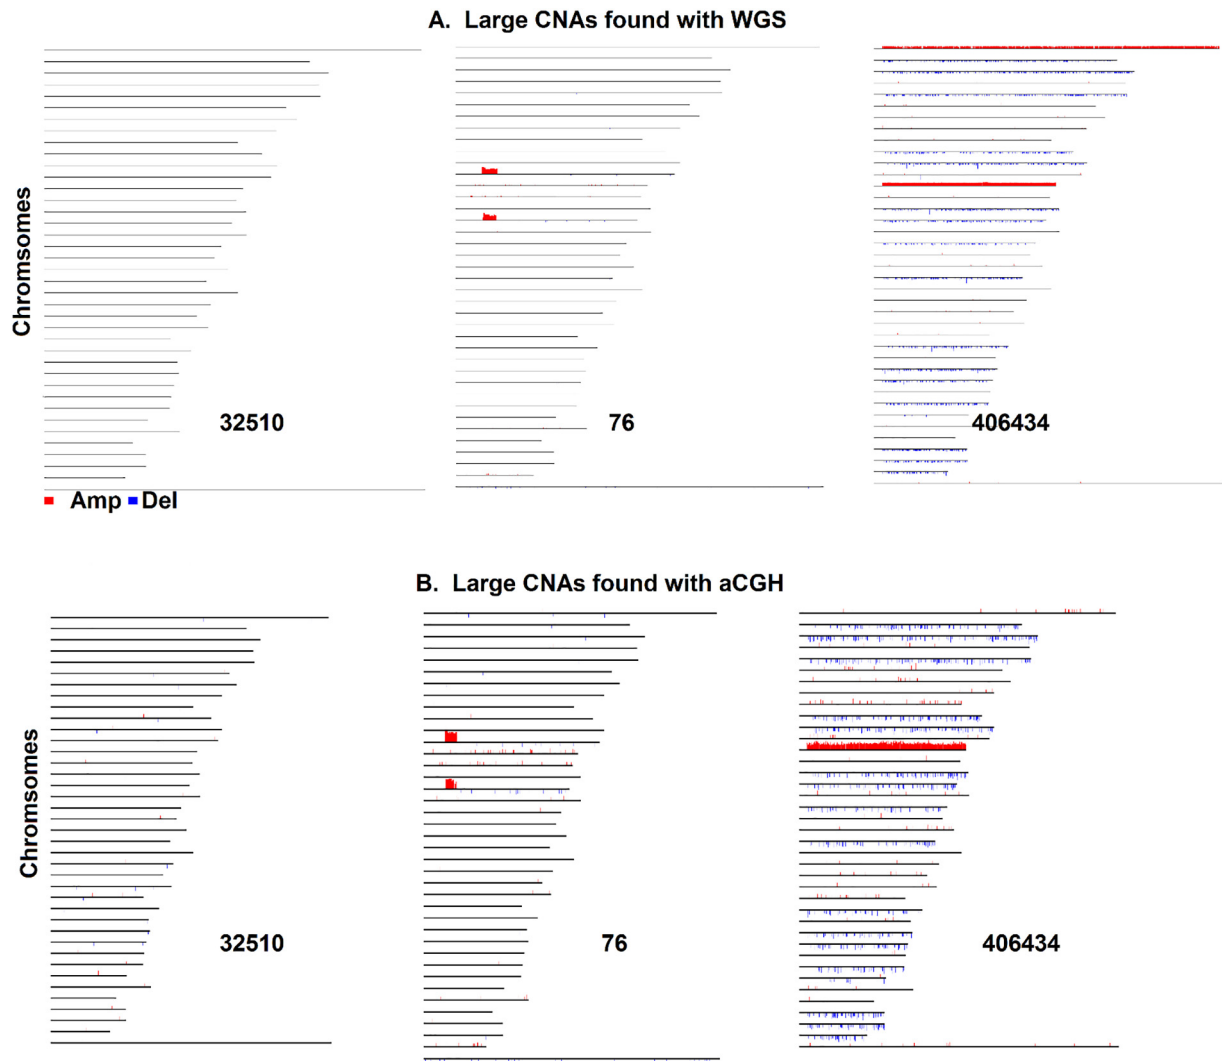 A. Large CNAs found with WGS
Chromsomes
32510
76
406434
Amp Del
B. Large CNAs found with aCGH
Chromsomes
32510
76
406434